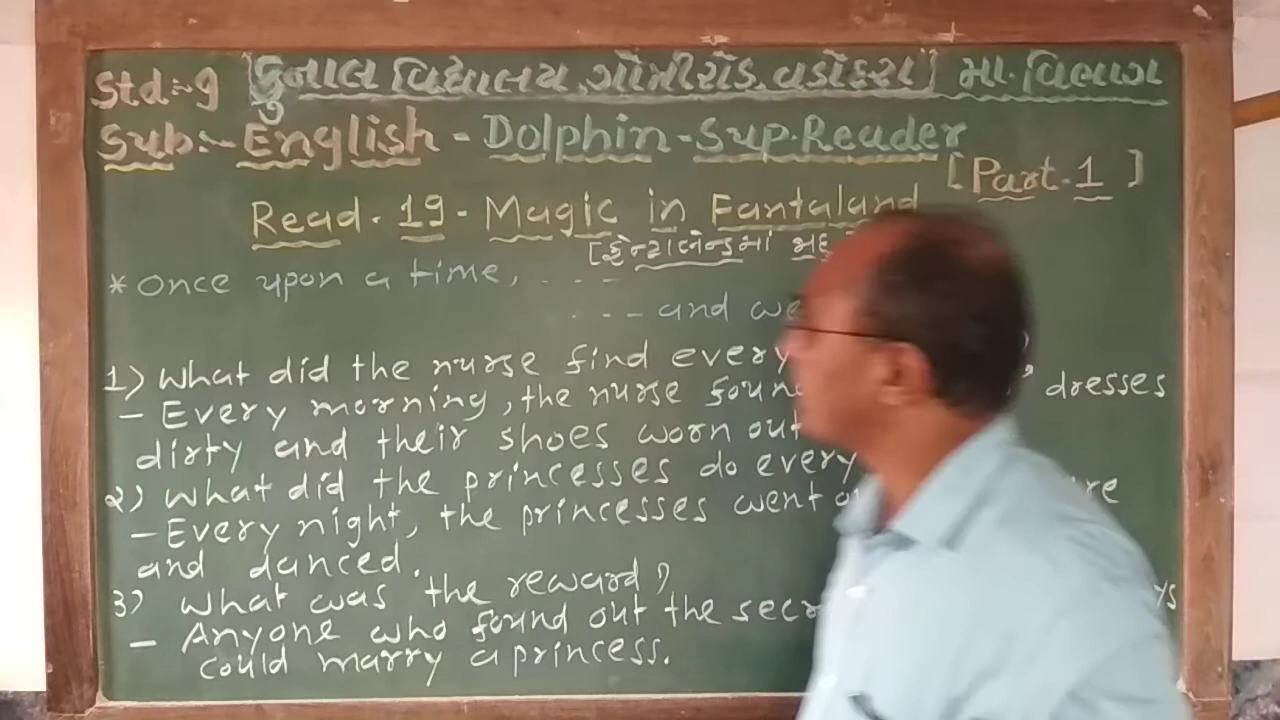 Std:-9 [કુનાલ વિદ્યાલય, ગોત્રીરોડ, વડોદરા] મા. વિભાગ
Sub:- English - Dolphin - Sup. Reader
[Part-1]
Read - 19 - Magic in Fantaland
[ફેન્ટાલેન્ડમાં
* Once upon a time, ....
.... and
1) What did the nurse find every
- Every morning, the nurse dresses
dirty and their shoes worn out
2) What did the princesses do every
- Every night, the princesses went
and danced.
3) What was the reward?
- Anyone who found out the
could marry a princess.